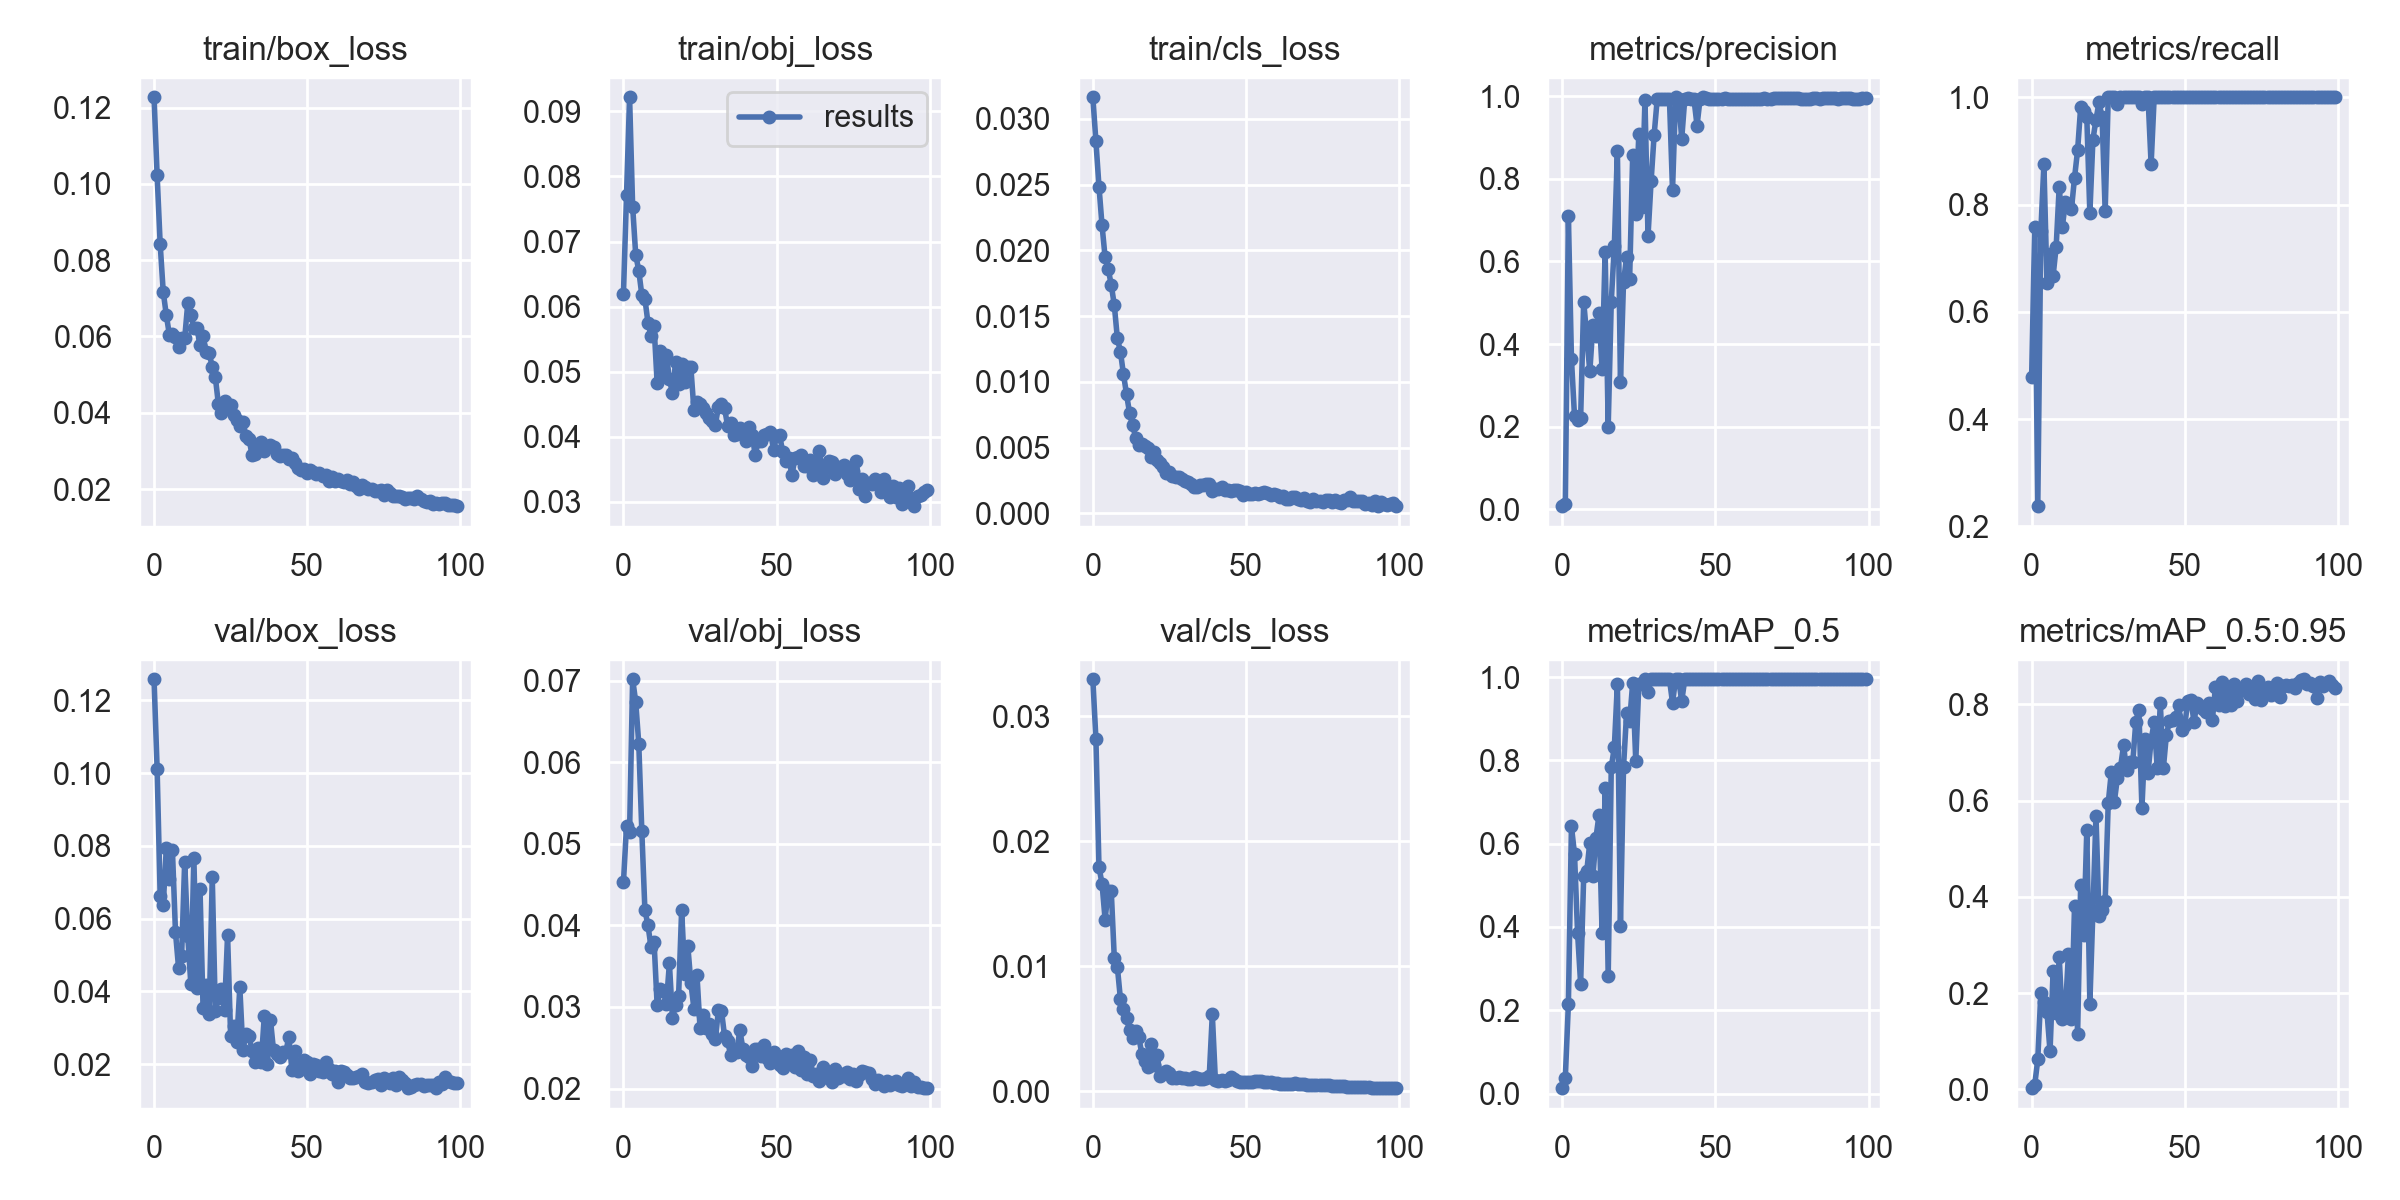 train/box_loss
0.12
0.10
0.08
0.06
0.04
0.02
0 50 100
train/obj_loss
results
0.09
0.08
0.07
0.06
0.05
0.04
0.03
0 50 100
train/cls_loss
0.030
0.025
0.020
0.015
0.010
0.005
0.000
0 50 100
metrics/precision
1.0
0.8
0.6
0.4
0.2
0.0
0 50 100
metrics/recall
1.0
0.8
0.6
0.4
0.2
0 50 100
val/box_loss
0.12
0.10
0.08
0.06
0.04
0.02
0 50 100
val/obj_loss
0.07
0.06
0.05
0.04
0.03
0.02
0 50 100
val/cls_loss
0.03
0.02
0.01
0.00
0 50 100
metrics/mAP_0.5
1.0
0.8
0.6
0.4
0.2
0.0
0 50 100
metrics/mAP_0.5:0.95
0.8
0.6
0.4
0.2
0.0
0 50 100